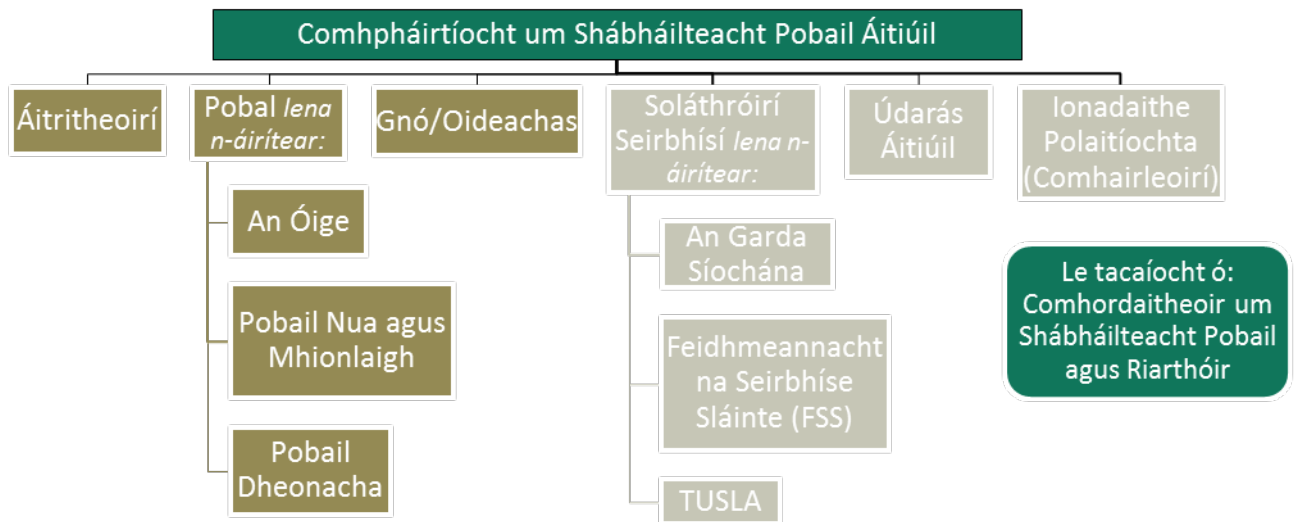 Comhpháirtíocht um Shábháilteacht Pobail Áitiúil
Áitritheoirí
Pobal lena
n-áirítear:
An Óige
Pobail Nua agus
Mhionlaigh
Pobail
Dheonacha
Gnó/Oideachas
Soláthróirí
Seirbhísí lena n-
áirítear:
An Garda
Síochána
Feidhmeannacht
na Seirbhíse
Sláinte (FSS)
TUSLA
Údarás
Áitiúil
Ionadaithe
Polaitíochta
(Comhairleoirí)
Le tacaíocht ó:
Comhordaitheoir um
Shábháilteacht Pobail
agus Riarthóir